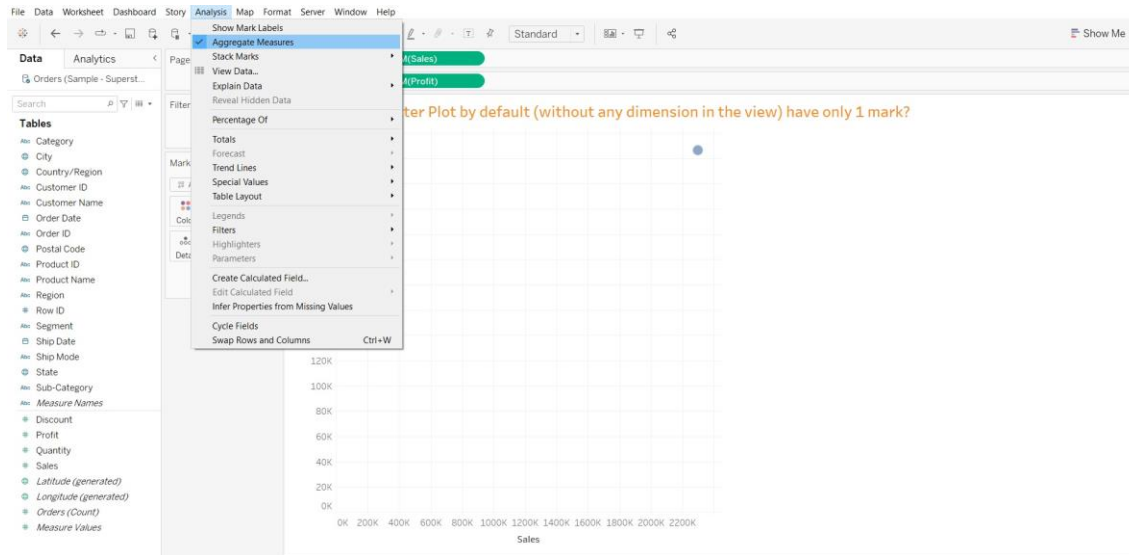 File Data Worksheet Dashboard Story Analysis Map Format Server Window Help
Standard
Show Me
Data Analytics
Orders (Sample - Superst...
Search
Tables
Category
City
Country/Region
Customer ID
Customer Name
Order Date
Order ID
Postal Code
Product ID
Product Name
Region
Row ID
Segment
Ship Date
Ship Mode
State
Sub-Category
Measure Names
Discount
Profit
Quantity
Sales
Latitude (generated)
Longitude (generated)
Orders (Count)
Measure Values
Page
Filter
Mark
Colo
Deta
Show Mark Labels
Aggregate Measures
Stack Marks
View Data...
Explain Data
Reveal Hidden Data
Percentage Of
Totals
Forecast
Trend Lines
Special Values
Table Layout
Legends
Filters
Highlighters
Parameters
Create Calculated Field...
Edit Calculated Field
Infer Properties from Missing Values
Cycle Fields
Swap Rows and Columns Ctrl+W
M(Sales)
M(Profit)
ter Plot by default (without any dimension in the view) have only 1 mark?
120K
100K
80K
60K
40K
20K
0K
0K 200K 400K 600K 800K 1000K 1200K 1400K 1600K 1800K 2000K 2200K
Sales